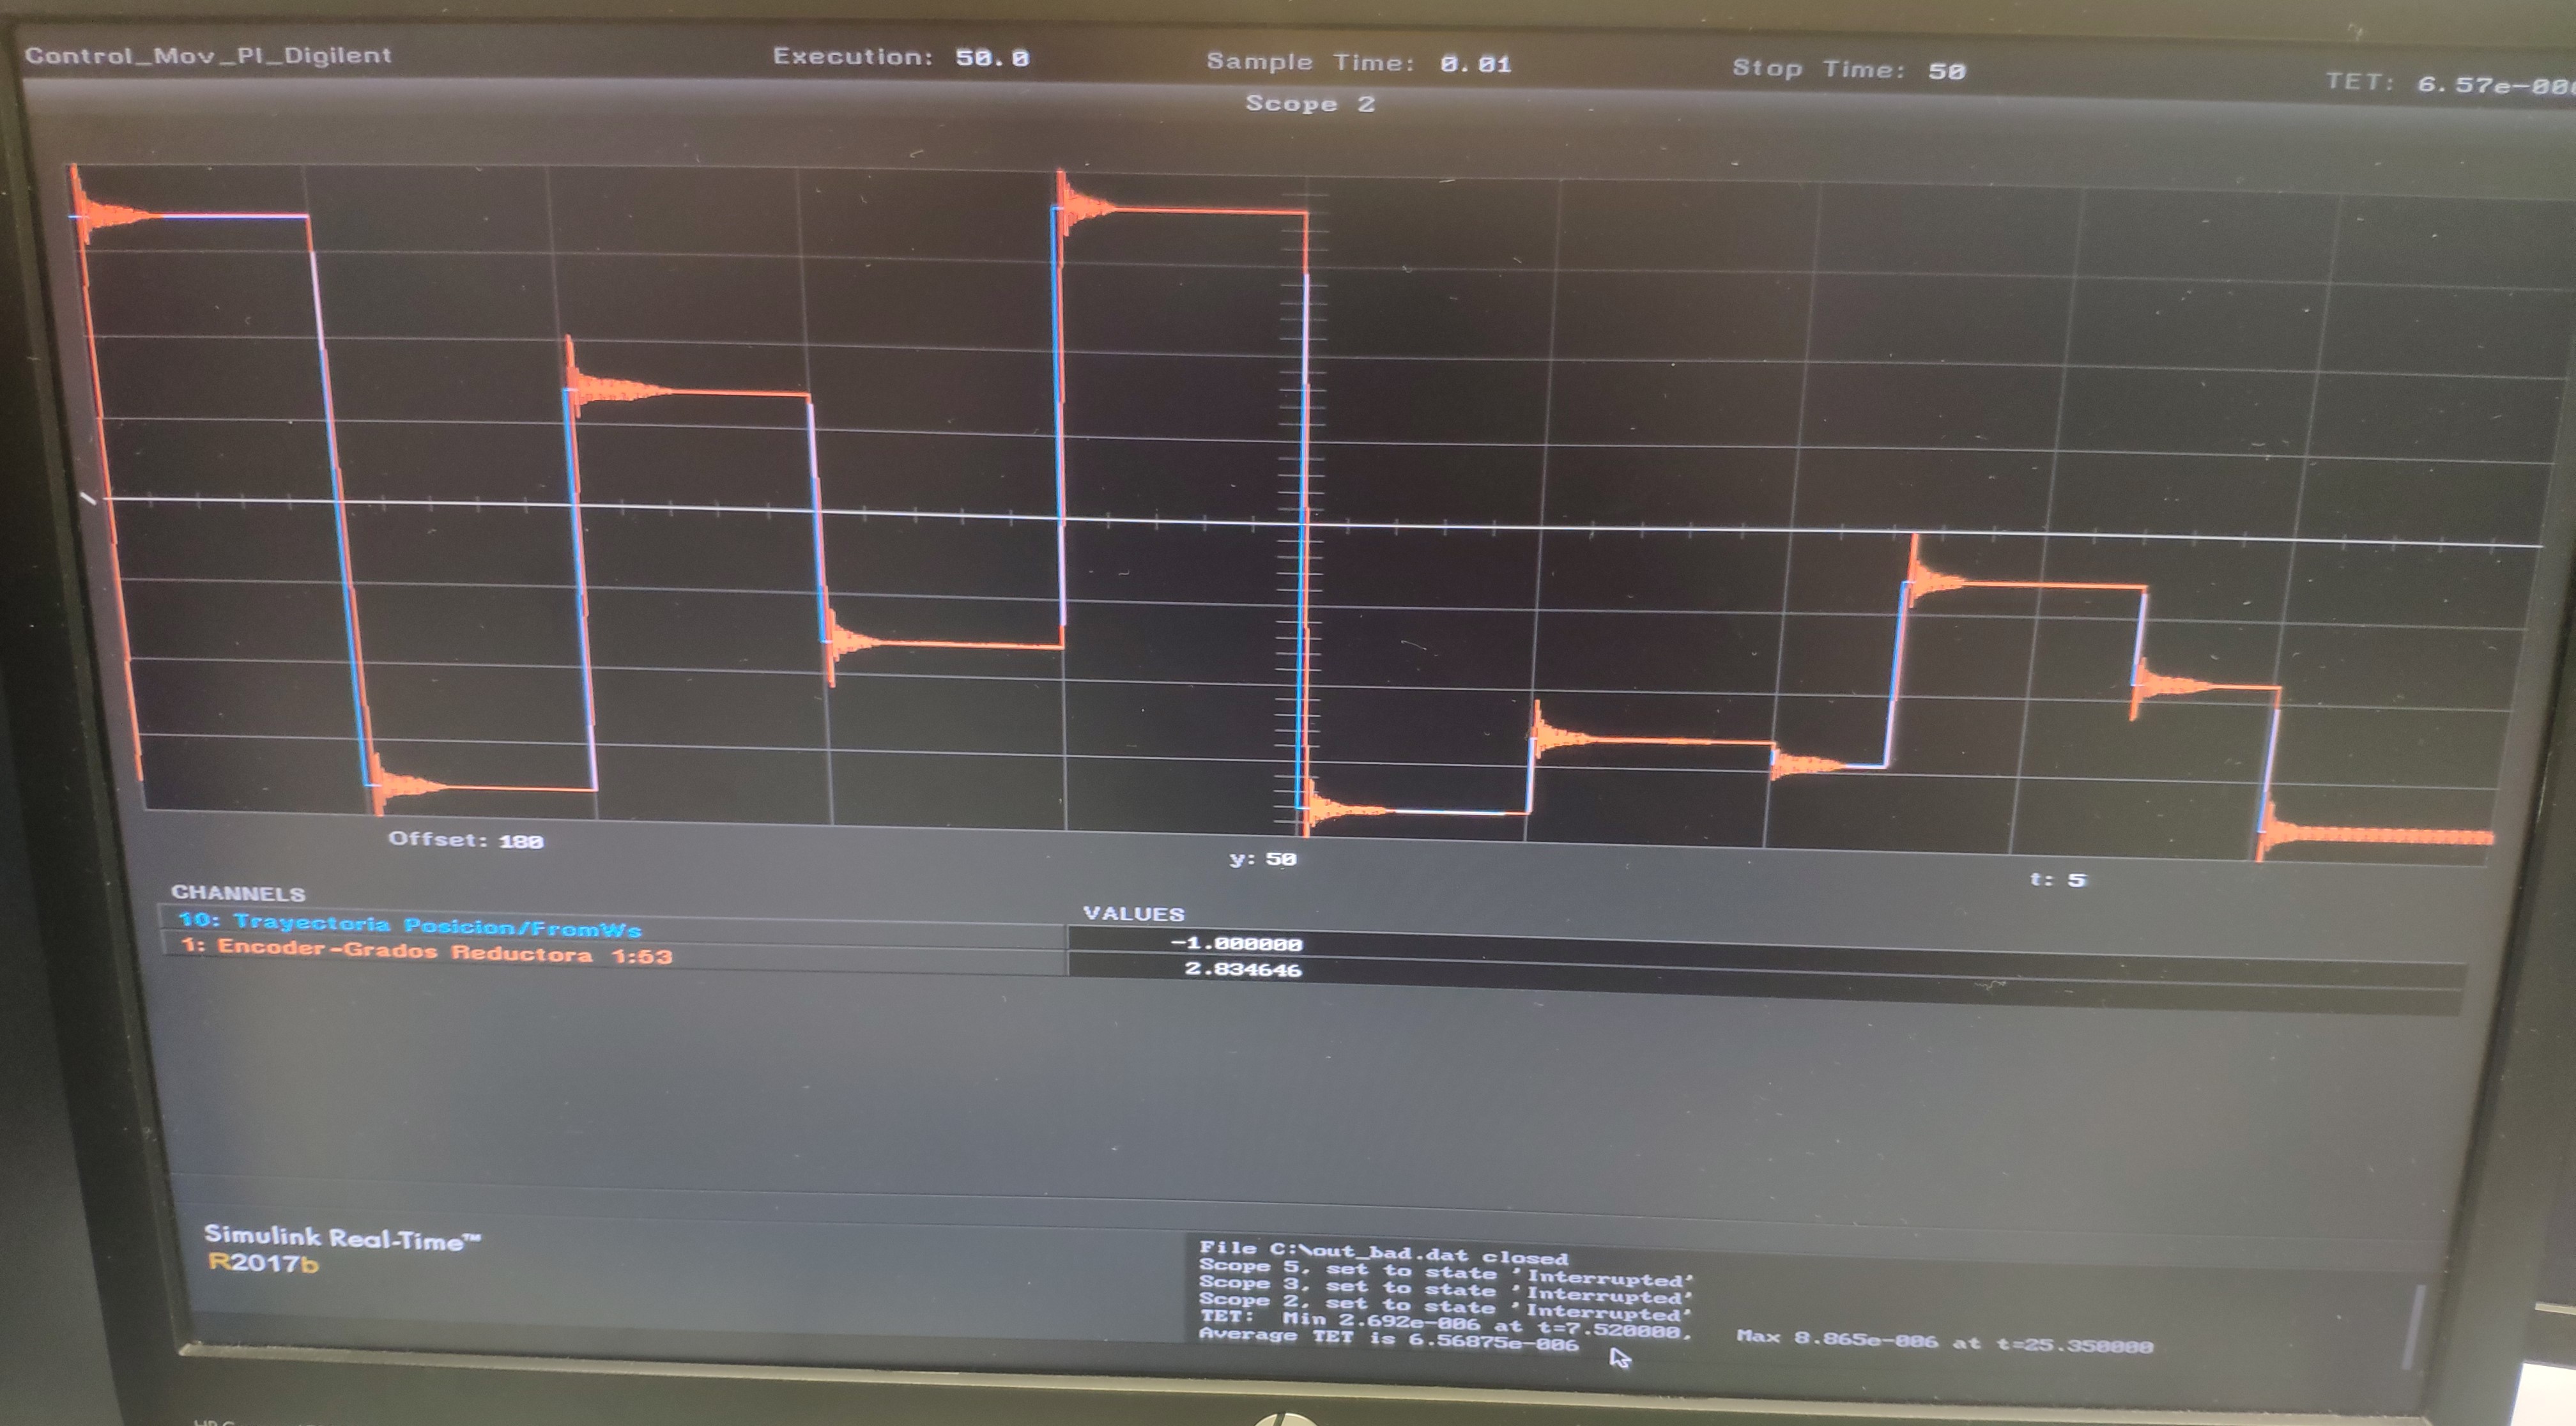 Control_Mov_PI_Digilent Execution: 50.0 Sample Time: 0.01 Stop Time: 50 TET: 6.57e-00
Scope 2
Offset: 180 y: 50 t: 5
CHANNELS VALUES
10: Trayectoria Posicion/FromWs -1.000000
1: Encoder-Grados Reductora 1:53 2.834646
Simulink Real-Time™
R2017b
File C:\out_bad.dat closed
Scope 5, set to state 'Interrupted'
Scope 3, set to state 'Interrupted'
Scope 2, set to state 'Interrupted'
TET: Min 2.692e-006 at t=7.520000, Max 8.865e-006 at t=25.350000
Average TET is 6.56875e-006